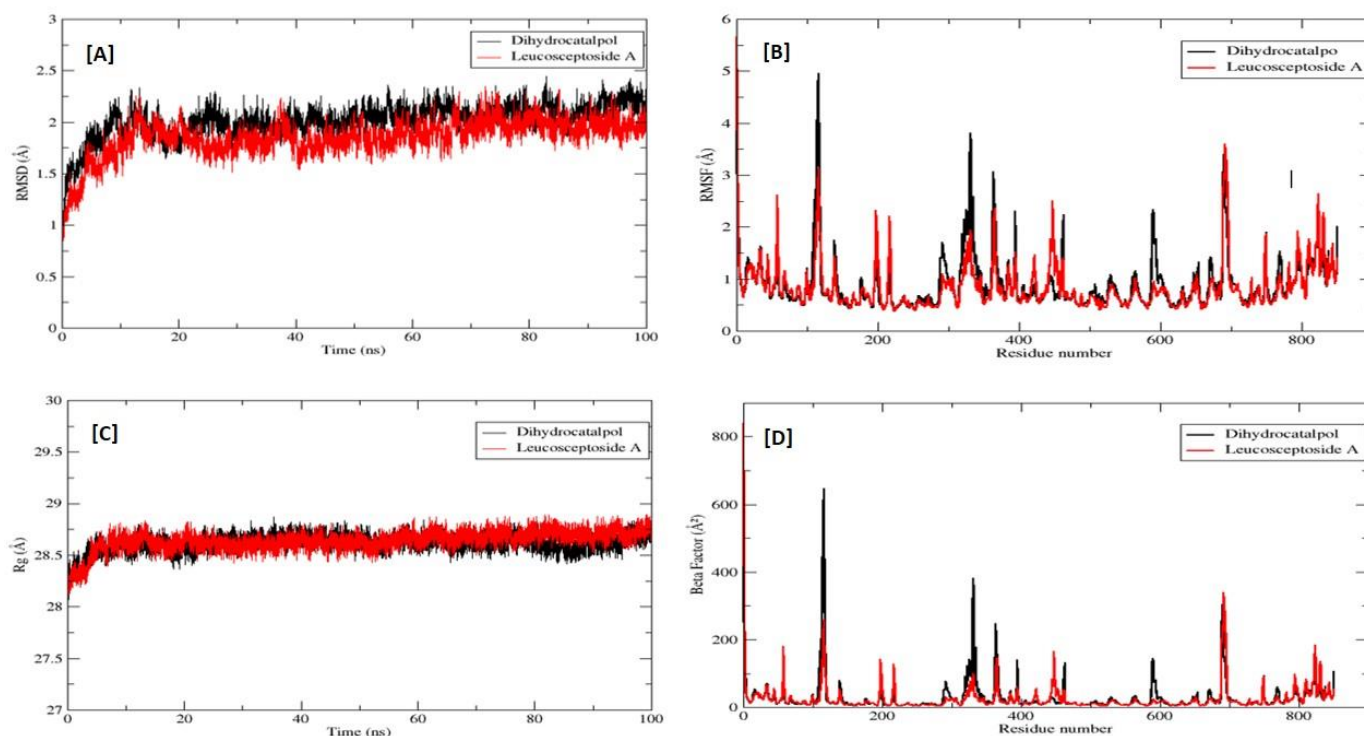 [A]
Dihydrocatalpol
Leucosceptoside A
3
2.5
2
1.5
1
0.5
0
0 20 40 60 80 100
RMSD (Å)
Time (ns)
[B]
Dihydrocatalpo
Leucosceptoside A
6
5
4
3
2
1
0
0 200 400 600 800
RMSF (Å)
Residue number
[C]
Dihydrocatalpol
Leucosceptoside A
30
29.5
29
28.5
28
27.5
27
0 20 40 60 80 100
Rg (Å)
Time (ns)
[D]
Dihydrocatalpol
Leucosceptoside A
800
600
400
200
0
0 200 400 600 800
Beta Factor (Å²)
Residue number